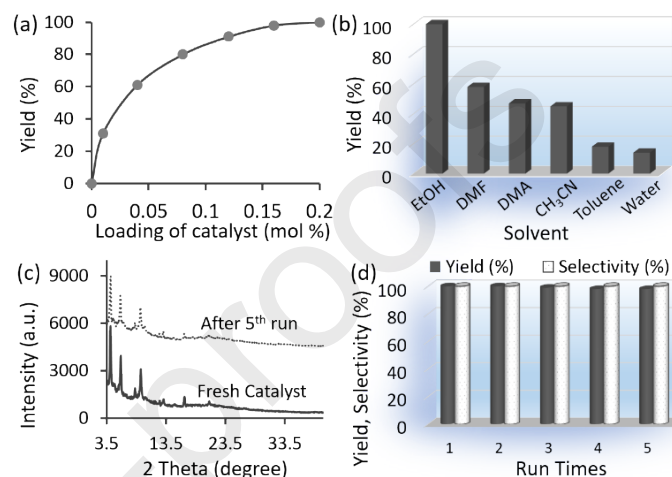 (a)
Yield (%)
100
80
60
40
20
0
0 0.05 0.1 0.15 0.2
Loading of catalyst (mol %)
(b)
Yield (%)
100
80
60
40
20
0
EtOH DMF DMA CH₃CN Toluene Water
Solvent
(c)
Intensity (a.u.)
9000
6000
3000
0
After 5th run
Fresh Catalyst
3.5 13.5 23.5 33.5
2 Theta (degree)
(d)
Yield (%) Selectivity (%)
Yield, Selectivity (%)
100
80
60
40
20
0
1 2 3 4 5
Run Times
proofs